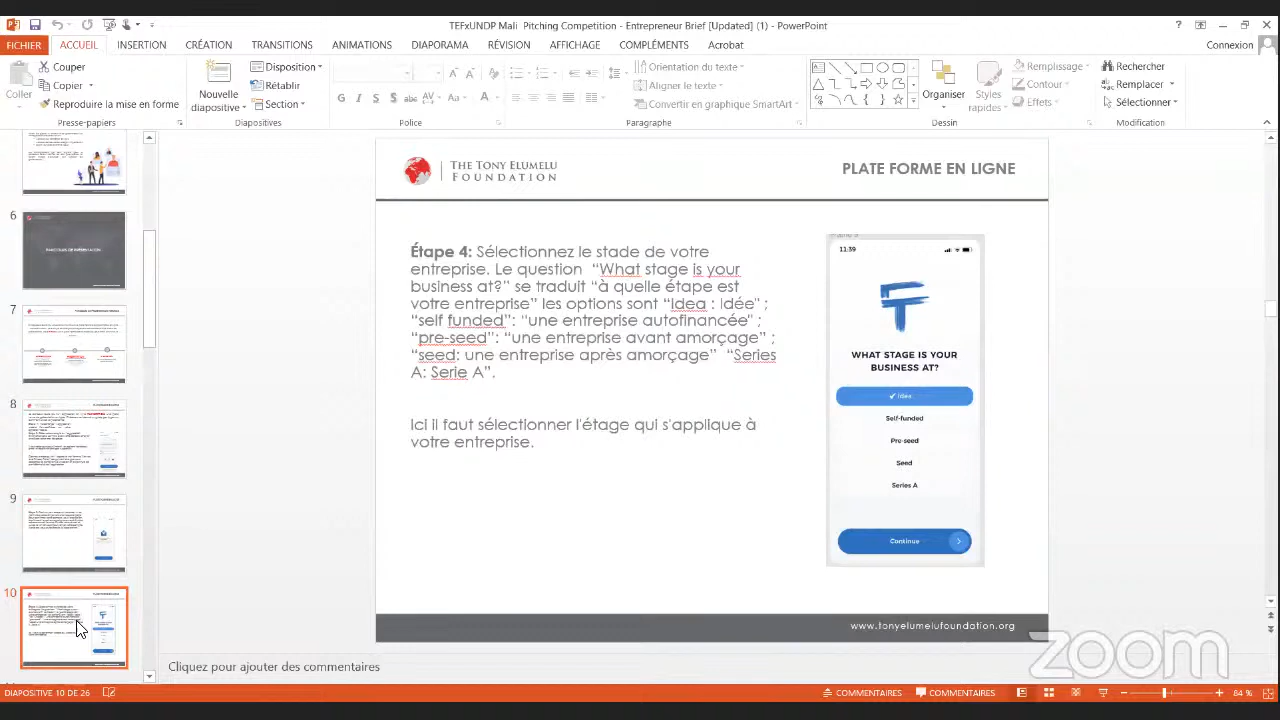 TEFxUNDP Mali Pitching Competition - Entrepreneur Brief [Updated] (1) - PowerPoint
FICHIER ACCUEIL INSERTION CRÉATION TRANSITIONS ANIMATIONS DIAPORAMA RÉVISION AFFICHAGE COMPLÉMENTS Acrobat Connexion
Coller
Couper
Copier
Reproduire la mise en forme
Presse-papiers
Nouvelle
diapositive
Disposition
Rétablir
Section
Diapositives
Police
Orientation du texte
Aligner le texte
Convertir en graphique SmartArt
Paragraphe
Organiser
Styles
rapides
Remplissage
Contour
Effets
Dessin
Rechercher
Remplacer
Sélectionner
Modification
6
7
8
9
10
THE TONY ELUMELU
FOUNDATION
PLATE FORME EN LIGNE
Étape 4: Sélectionnez le stade de votre
entreprise. Le question “What stage is your
business at?” se traduit “à quelle étape est
votre entreprise” les options sont “Idea : Idée” ;
“self funded”: “une entreprise autofinancée” ;
“pre-seed”: “une entreprise avant amorçage” ;
“seed: une entreprise après amorçage” “Series
A: Serie A”.
Ici il faut sélectionner l'étage qui s'applique à
votre entreprise.
11:39
WHAT STAGE IS YOUR
BUSINESS AT?
✔ Idea
Self-funded
Pre-seed
Seed
Series A
Continue
www.tonyelumelufoundation.org
zoom
Cliquez pour ajouter des commentaires
DIAPOSITIVE 10 DE 26
COMMENTAIRES
COMMENTAIRES
84 %